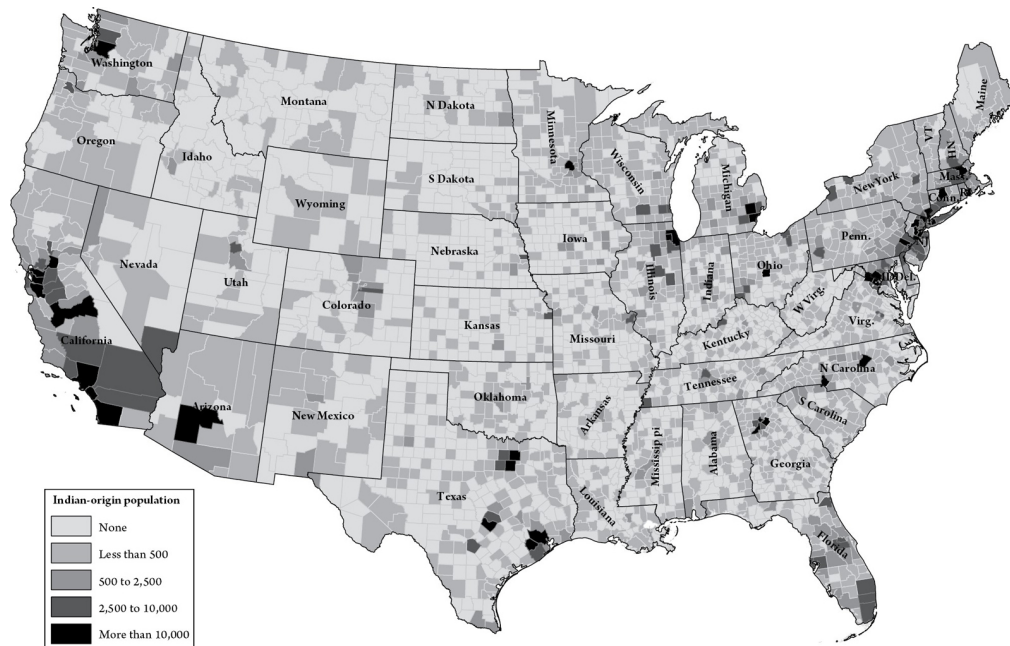 Washington
Montana
N Dakota
Minnesota
Maine
Oregon
Idaho
S Dakota
Wisconsin
Michigan
VT
NH
New York
Mass
Conn.
RI
Wyoming
Nebraska
Iowa
Penn.
NJ
Nevada
Utah
Colorado
Illinois
Indiana
Ohio
MD
Del.
W Virg.
Virg.
California
Kansas
Missouri
Kentucky
Arizona
New Mexico
Oklahoma
Arkansas
Tennessee
N Carolina
S Carolina
Texas
Louisiana
Mississippi
Alabama
Georgia
Florida
Indian-origin population
None
Less than 500
500 to 2,500
2,500 to 10,000
More than 10,000